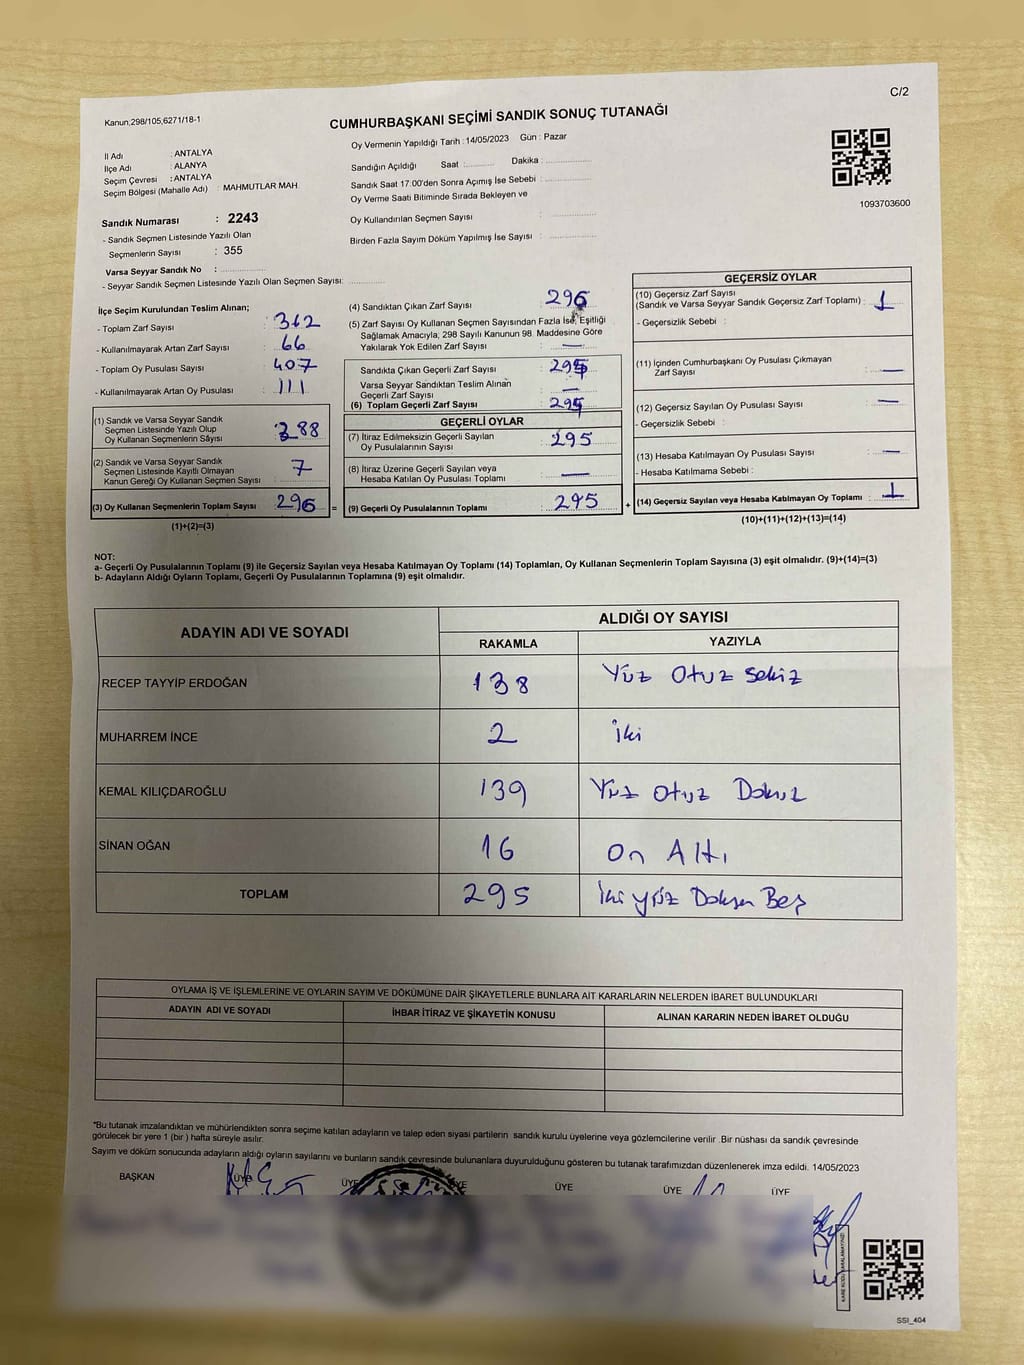 C/2
Kanun,298/105,6271/18-1
CUMHURBAŞKANI SEÇİMİ SANDIK SONUÇ TUTANAĞI
Oy Vermenin Yapıldığı Tarih : 14/05/2023 Gün : Pazar
İl Adı : ANTALYA
İlçe Adı : ALANYA
Seçim Çevresi : ANTALYA
Seçim Bölgesi (Mahalle Adı) : MAHMUTLAR MAH.
Sandığın Açıldığı Saat : Dakika :
Sandık Saat 17:00'den Sonra Açımış İse Sebebi :
Oy Verme Saati Bitiminde Sırada Bekleyen ve
Oy Kullandırılan Seçmen Sayısı :
Birden Fazla Sayım Döküm Yapılmış İse Sayısı :
1093703600
Sandık Numarası : 2243
- Sandık Seçmen Listesinde Yazılı Olan
Seçmenlerin Sayısı : 355
Varsa Seyyar Sandık No :
- Seyyar Sandık Seçmen Listesinde Yazılı Olan Seçmen Sayısı:
İlçe Seçim Kurulundan Teslim Alınan;
- Toplam Zarf Sayısı : 362
- Kullanılmayarak Artan Zarf Sayısı : 66
- Toplam Oy Pusulası Sayısı : 407
- Kullanılmayarak Artan Oy Pusulası : 111
(1) Sandık ve Varsa Seyyar Sandık
Seçmen Listesinde Yazılı Olup
Oy Kullanan Seçmenlerin Sayısı : 288
(2) Sandık ve Varsa Seyyar Sandık
Seçmen Listesinde Kayıtlı Olmayan
Kanun Gereği Oy Kullanan Seçmen Sayısı : 7
(3) Oy Kullanan Seçmenlerin Toplam Sayısı : 296
(1)+(2)=(3)
=
(4) Sandıktan Çıkan Zarf Sayısı : 296
(5) Zarf Sayısı Oy Kullanan Seçmen Sayısından Fazla İse, Eşitliği
Sağlamak Amacıyla, 298 Sayılı Kanunun 98. Maddesine Göre
Yakılarak Yok Edilen Zarf Sayısı : —
Sandıkta Çıkan Geçerli Zarf Sayısı : 295
Varsa Seyyar Sandıktan Teslim Alınan
Geçerli Zarf Sayısı : —
(6) Toplam Geçerli Zarf Sayısı : 295
GEÇERLİ OYLAR
(7) İtiraz Edilmeksizin Geçerli Sayılan
Oy Pusulalarının Sayısı : 295
(8) İtiraz Üzerine Geçerli Sayılan veya
Hesaba Katılan Oy Pusulası Toplamı : —
(9) Geçerli Oy Pusulalarının Toplamı : 295
+
GEÇERSİZ OYLAR
(10) Geçersiz Zarf Sayısı
(Sandık ve Varsa Seyyar Sandık Geçersiz Zarf Toplamı) : 1
- Geçersizlik Sebebi :
(11) İçinden Cumhurbaşkanı Oy Pusulası Çıkmayan
Zarf Sayısı : —
(12) Geçersiz Sayılan Oy Pusulası Sayısı : —
- Geçersizlik Sebebi :
(13) Hesaba Katılmayan Oy Pusulası Sayısı : —
- Hesaba Katılmama Sebebi :
(14) Geçersiz Sayılan veya Hesaba Katılmayan Oy Toplamı : 1
(10)+(11)+(12)+(13)=(14)
NOT:
a- Geçerli Oy Pusulalarının Toplamı (9) ile Geçersiz Sayılan veya Hesaba Katılmayan Oy Toplamı (14) Toplamları, Oy Kullanan Seçmenlerin Toplam Sayısına (3) eşit olmalıdır. (9)+(14)=(3)
b- Adayların Aldığı Oyların Toplamı, Geçerli Oy Pusulalarının Toplamına (9) eşit olmalıdır.
ADAYIN ADI VE SOYADI ALDIĞI OY SAYISI
RAKAMLA YAZIYLA
RECEP TAYYİP ERDOĞAN 138 Yüz Otuz Sekiz
MUHARREM İNCE 2 İki
KEMAL KILIÇDAROĞLU 139 Yüz Otuz Dokuz
SİNAN OĞAN 16 On Altı
TOPLAM 295 İki yüz Doksan Beş
OYLAMA İŞ VE İŞLEMLERİNE VE OYLARIN SAYIM VE DÖKÜMÜNE DAİR ŞİKAYETLERLE BUNLARA AİT KARARLARIN NELERDEN İBARET BULUNDUKLARI
ADAYIN ADI VE SOYADI İHBAR İTİRAZ VE ŞİKAYETİN KONUSU ALINAN KARARIN NEDEN İBARET OLDUĞU
*Bu tutanak imzalandıktan ve mühürlendikten sonra seçime katılan adayların ve talep eden siyasi partilerin sandık kurulu üyelerine veya gözlemcilerine verilir .Bir nüshası da sandık çevresinde
görülecek bir yere 1 (bir ) hafta süreyle asılır.
Sayım ve döküm sonucunda adayların aldığı oyların sayılarını ve bunların sandık çevresinde bulunanlara duyurulduğunu gösteren bu tutanak tarafımızdan düzenlenerek imza edildi. 14/05/2023
BAŞKAN ÜYE ÜYE ÜYE ÜYE ÜYE ÜYE
SSI_404